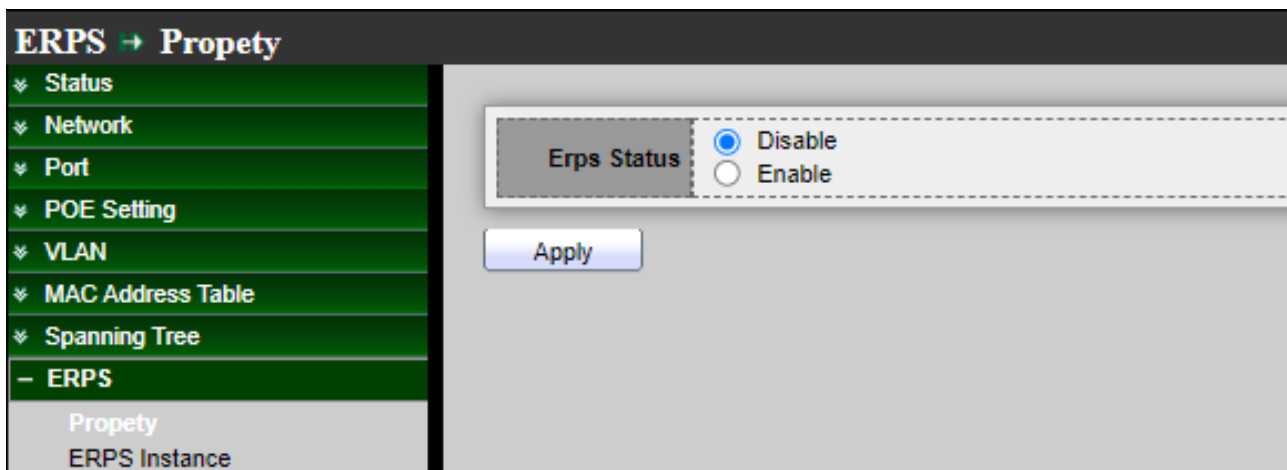 ERPS Propety
Status
Network
Port
POE Setting
VLAN
MAC Address Table
Spanning Tree
ERPS
Propety
ERPS Instance
Erps Status
Disable
Enable
Apply